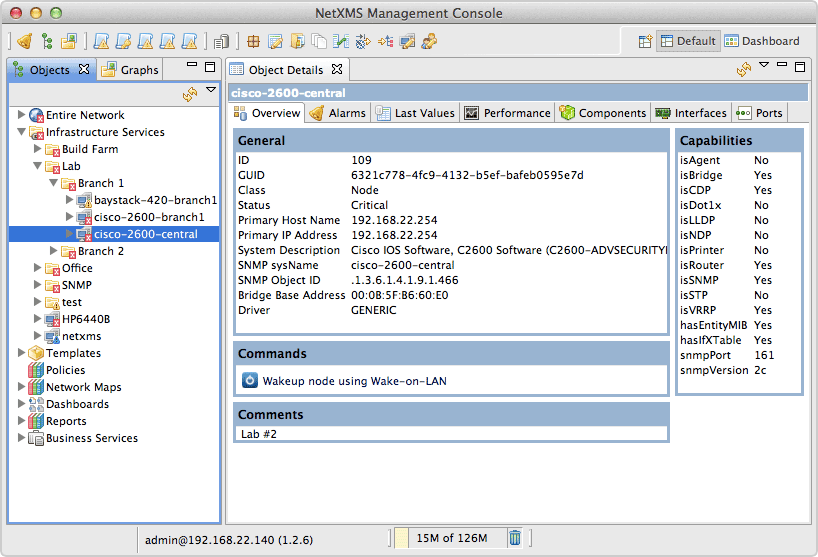 NetXMS Management Console
Default Dashboard
Objects Graphs
Object Details
cisco-2600-central
Overview Alarms Last Values Performance Components Interfaces Ports
Entire Network
Infrastructure Services
Build Farm
Lab
Branch 1
baystack-420-branch1
cisco-2600-branch1
cisco-2600-central
Branch 2
Office
SNMP
test
HP6440B
netxms
Templates
Policies
Network Maps
Dashboards
Reports
Business Services
General
ID 109
GUID 6321c778-4fc9-4132-b5ef-bafeb0595e7d
Class Node
Status Critical
Primary Host Name 192.168.22.254
Primary IP Address 192.168.22.254
System Description Cisco IOS Software, C2600 Software (C2600-ADVSECURITYI
SNMP sysName cisco-2600-central
SNMP Object ID .1.3.6.1.4.1.9.1.466
Bridge Base Address 00:0B:5F:B6:60:E0
Driver GENERIC
Commands
Wakeup node using Wake-on-LAN
Comments
Lab #2
Capabilities
isAgent No
isBridge Yes
isCDP Yes
isDot1x No
isLLDP No
isNDP No
isPrinter No
isRouter Yes
isSNMP Yes
isSTP No
isVRRP Yes
hasEntityMIB Yes
hasIfXTable Yes
snmpPort 161
snmpVersion 2c
admin@192.168.22.140 (1.2.6)
15M of 126M